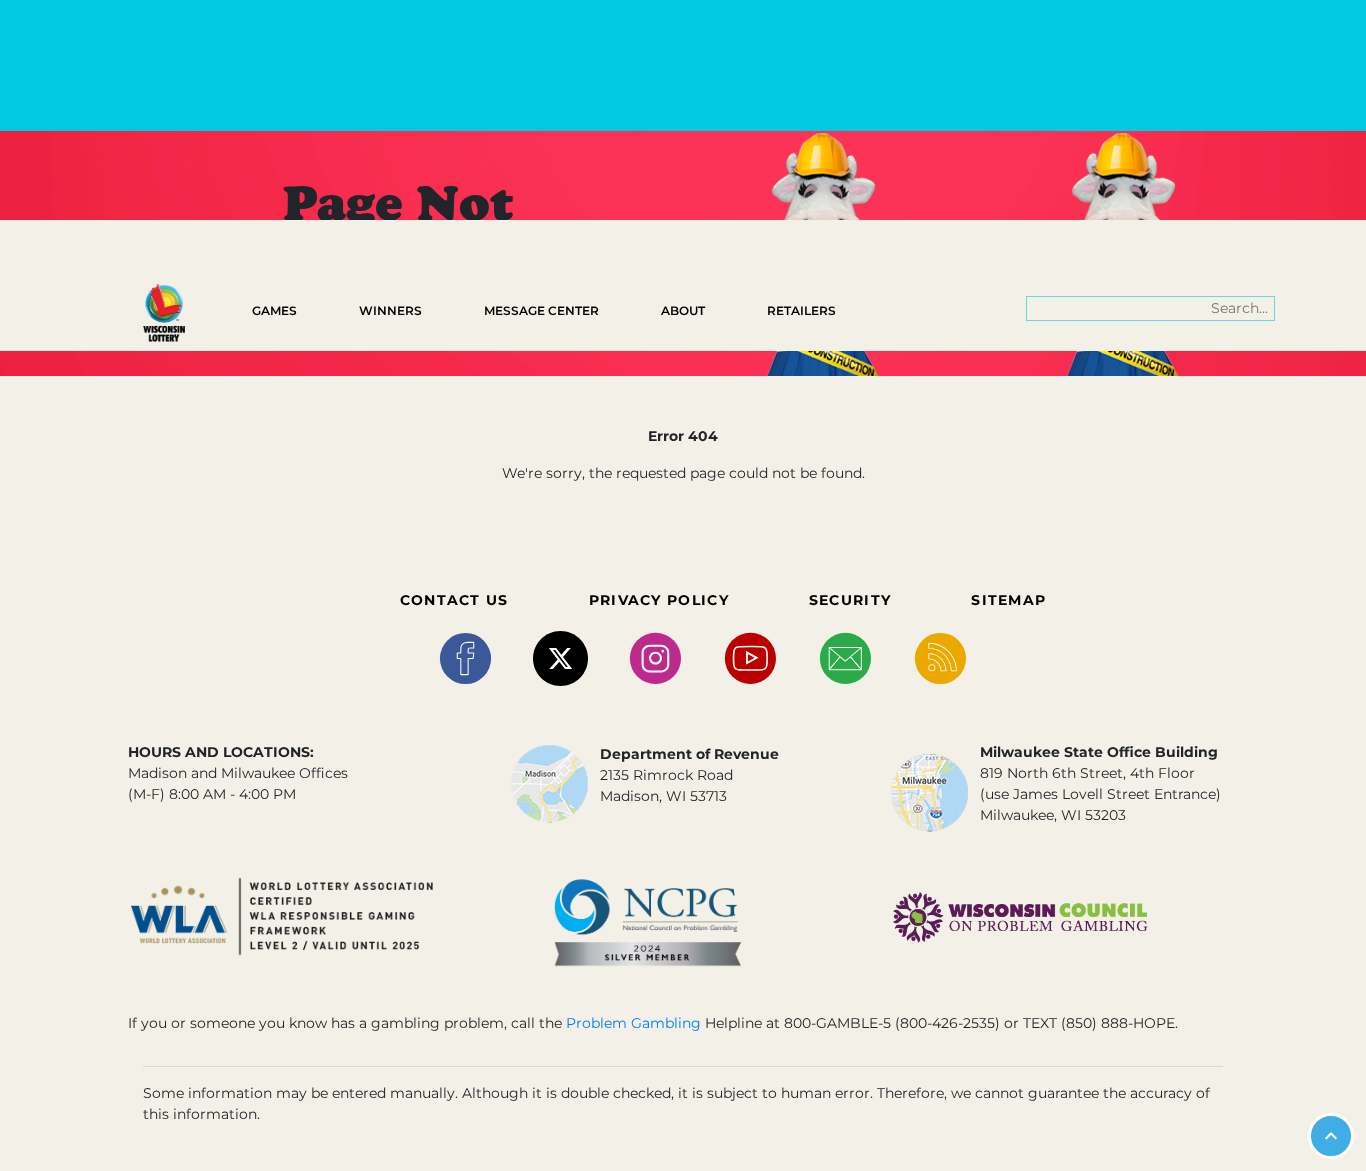 Page Not
WISCONSIN
LOTTERY
GAMES
WINNERS
MESSAGE CENTER
ABOUT
RETAILERS
Search...
CONSTRUCTION
CONSTRUCTION
Error 404
We're sorry, the requested page could not be found.
CONTACT US
PRIVACY POLICY
SECURITY
SITEMAP
HOURS AND LOCATIONS:
Madison and Milwaukee Offices
(M-F) 8:00 AM - 4:00 PM
Madison
Department of Revenue
2135 Rimrock Road
Madison, WI 53713
Milwaukee
Milwaukee State Office Building
819 North 6th Street, 4th Floor
(use James Lovell Street Entrance)
Milwaukee, WI 53203
WLA
WORLD LOTTERY ASSOCIATION
WORLD LOTTERY ASSOCIATION
CERTIFIED
WLA RESPONSIBLE GAMING
FRAMEWORK
LEVEL 2 / VALID UNTIL 2025
NCPG
National Council on Problem Gambling
2024
SILVER MEMBER
WISCONSIN COUNCIL
ON PROBLEM GAMBLING
If you or someone you know has a gambling problem, call the Problem Gambling Helpline at 800-GAMBLE-5 (800-426-2535) or TEXT (850) 888-HOPE.
Some information may be entered manually. Although it is double checked, it is subject to human error. Therefore, we cannot guarantee the accuracy of
this information.